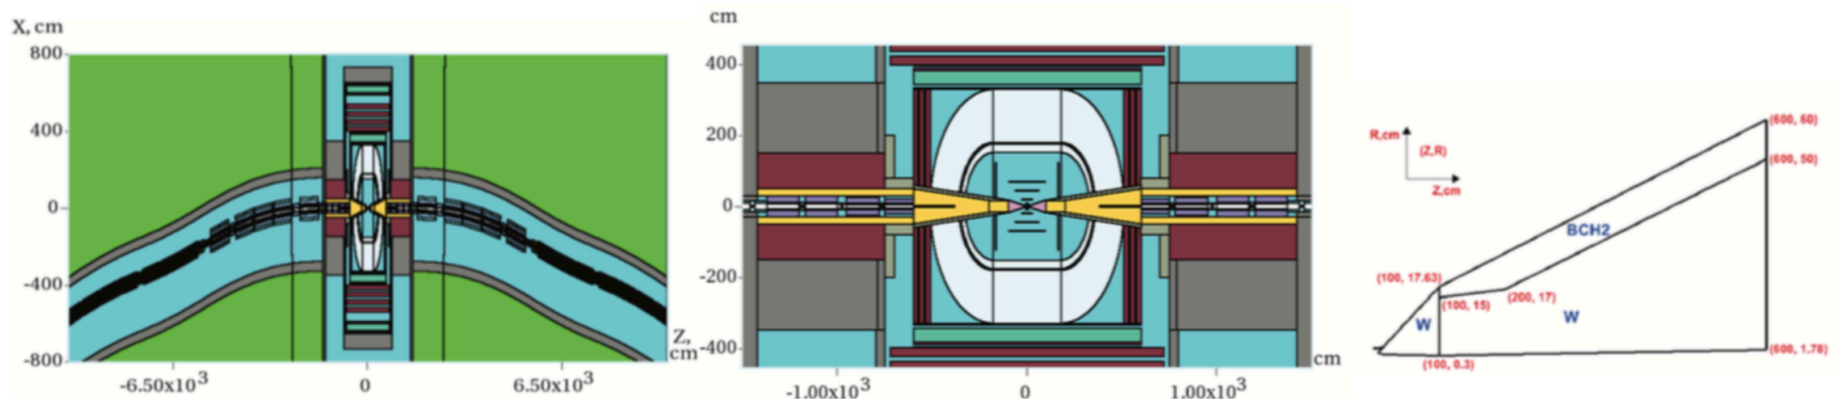 X, cm
800
400
0
-400
-800
-6.50x10³
0
6.50x10³
Z,
cm
cm
400
200
0
-200
-400
-1.00x10³
0
1.00x10³
cm
R,cm
(Z,R)
Z,cm
(600, 60)
(600, 50)
BCH2
(100, 17.63)
(100, 15)
(200, 17)
W
W
(600, 1.78)
(100, 0.3)